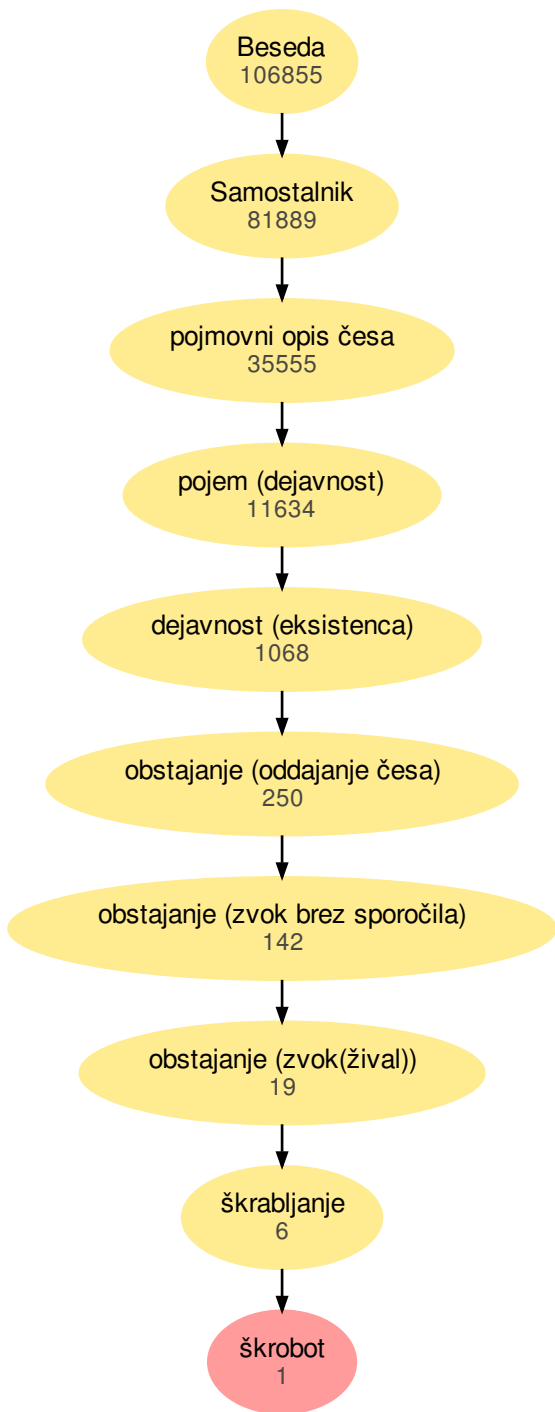 Beseda
106855
Samostalnik
81889
pojmovni opis česa
35555
pojem (dejavnost)
11634
dejavnost (eksistenca)
1068
obstajanje (oddajanje česa)
250
obstajanje (zvok brez sporočila)
142
obstajanje (zvok(žival))
19
škrabljanje
6
škrobot
1